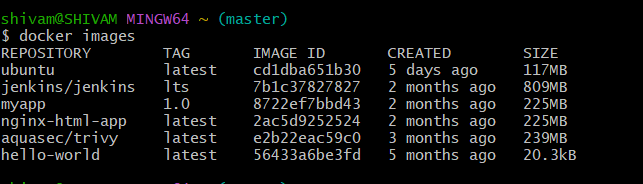 shivam@SHIVAM MINGW64 ~ (master)
$ docker images
REPOSITORY TAG IMAGE ID CREATED SIZE
ubuntu latest cd1dba651b30 5 days ago 117MB
jenkins/jenkins lts 7b1c37827827 2 months ago 809MB
myapp 1.0 8722ef7bbd43 2 months ago 225MB
nginx-html-app latest 2ac5d9252524 2 months ago 225MB
aquasec/trivy latest e2b22eac59c0 3 months ago 239MB
hello-world latest 56433a6be3fd 5 months ago 20.3kB